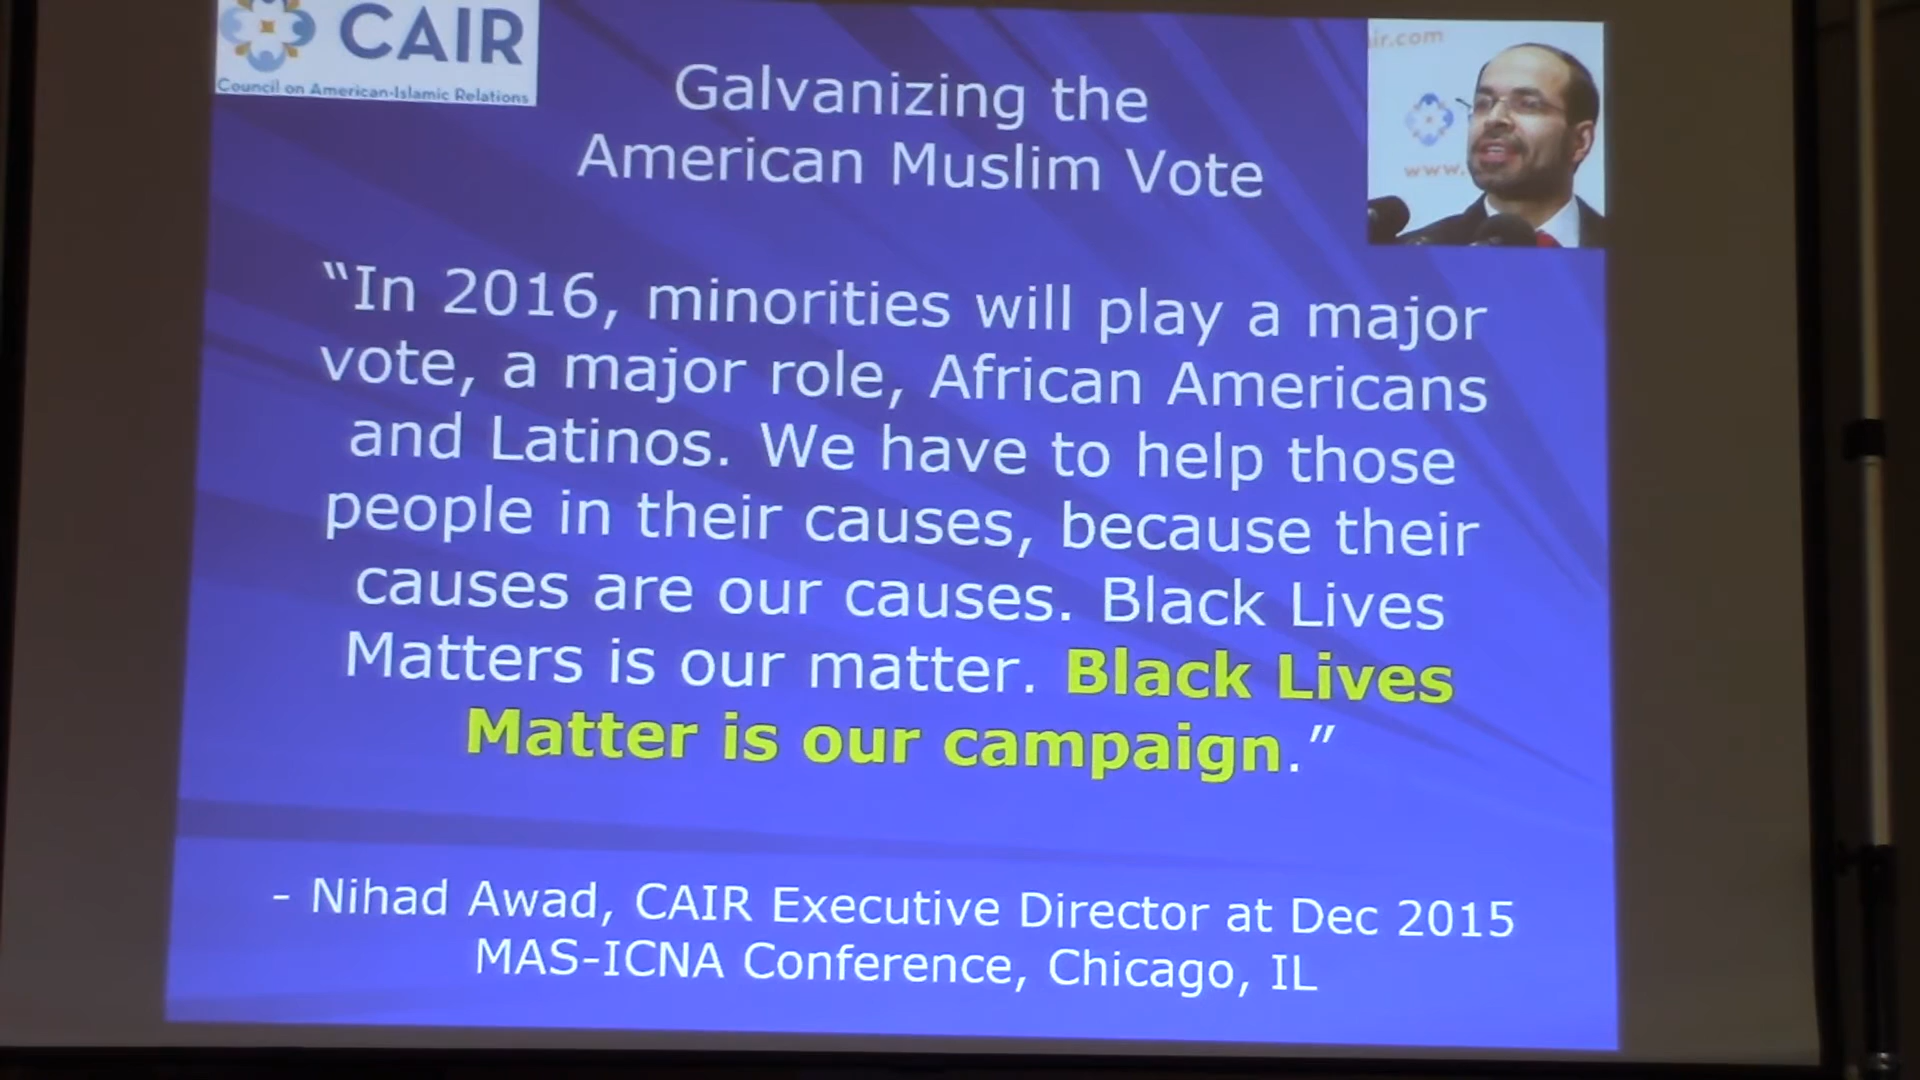 CAIR
Council on American-Islamic Relations
ir.com
www.
Galvanizing the
American Muslim Vote
“In 2016, minorities will play a major
vote, a major role, African Americans
and Latinos. We have to help those
people in their causes, because their
causes are our causes. Black Lives
Matters is our matter. Black Lives
Matter is our campaign.”
- Nihad Awad, CAIR Executive Director at Dec 2015
MAS-ICNA Conference, Chicago, IL